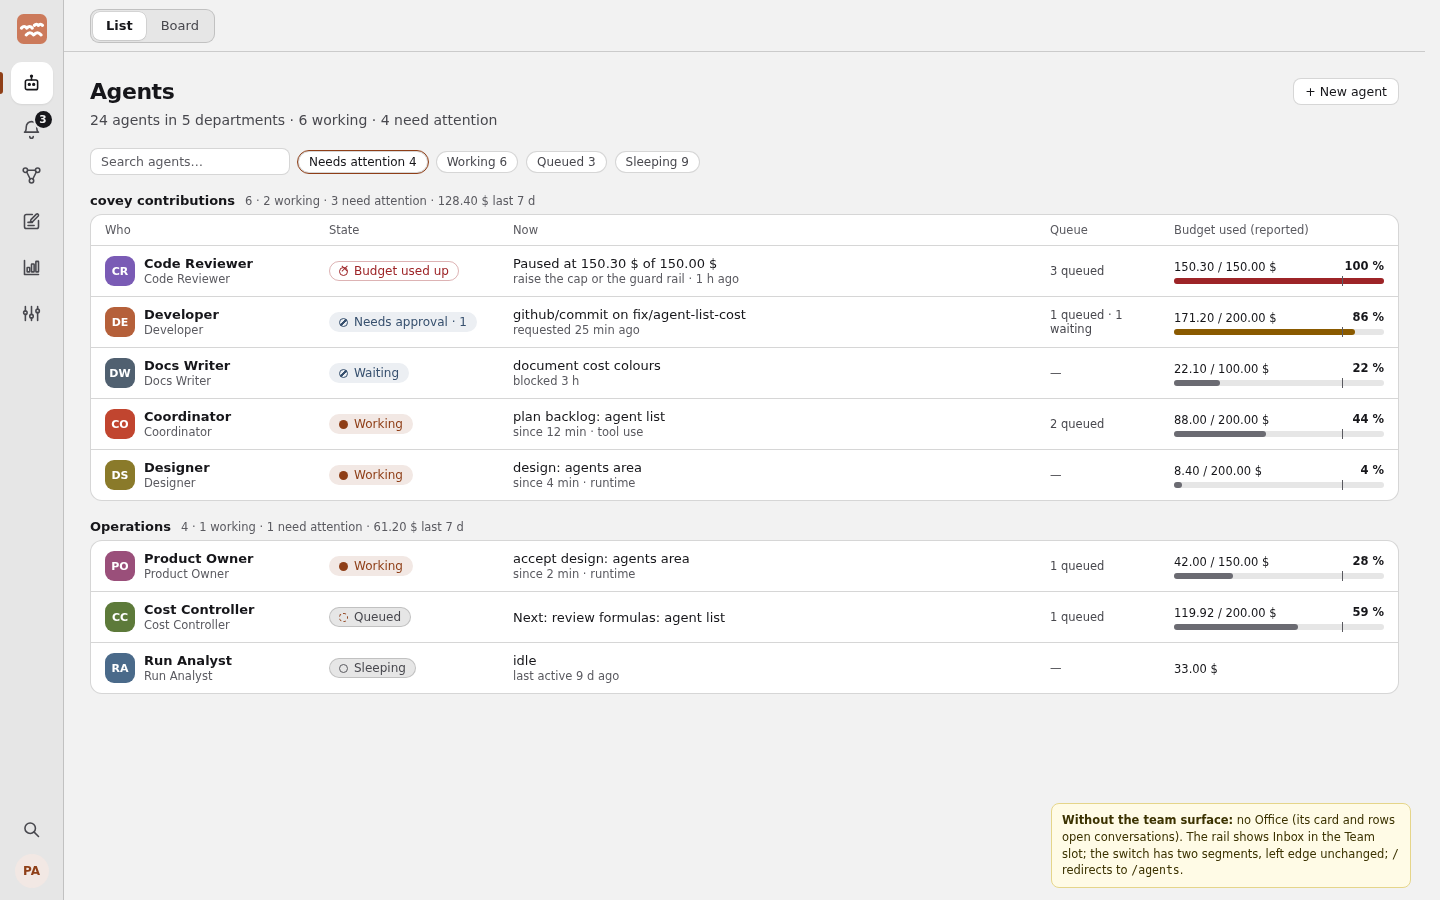 List Board
3
Agents
+ New agent
24 agents in 5 departments · 6 working · 4 need attention
Search agents…
Needs attention 4
Working 6
Queued 3
Sleeping 9
covey contributions 6 · 2 working · 3 need attention · 128.40 $ last 7 d
Who State Now Queue Budget used (reported)
CR
Code Reviewer
Code Reviewer
Budget used up
Paused at 150.30 $ of 150.00 $
raise the cap or the guard rail · 1 h ago
3 queued
150.30 / 150.00 $ 100 %
DE
Developer
Developer
Needs approval · 1
github/commit on fix/agent-list-cost
requested 25 min ago
1 queued · 1
waiting
171.20 / 200.00 $ 86 %
DW
Docs Writer
Docs Writer
Waiting
document cost colours
blocked 3 h
—
22.10 / 100.00 $ 22 %
CO
Coordinator
Coordinator
Working
plan backlog: agent list
since 12 min · tool use
2 queued
88.00 / 200.00 $ 44 %
DS
Designer
Designer
Working
design: agents area
since 4 min · runtime
—
8.40 / 200.00 $ 4 %
Operations 4 · 1 working · 1 need attention · 61.20 $ last 7 d
PO
Product Owner
Product Owner
Working
accept design: agents area
since 2 min · runtime
1 queued
42.00 / 150.00 $ 28 %
CC
Cost Controller
Cost Controller
Queued
Next: review formulas: agent list
1 queued
119.92 / 200.00 $ 59 %
RA
Run Analyst
Run Analyst
Sleeping
idle
last active 9 d ago
—
33.00 $
Without the team surface: no Office (its card and rows
open conversations). The rail shows Inbox in the Team
slot; the switch has two segments, left edge unchanged; /
redirects to /agents.
PA